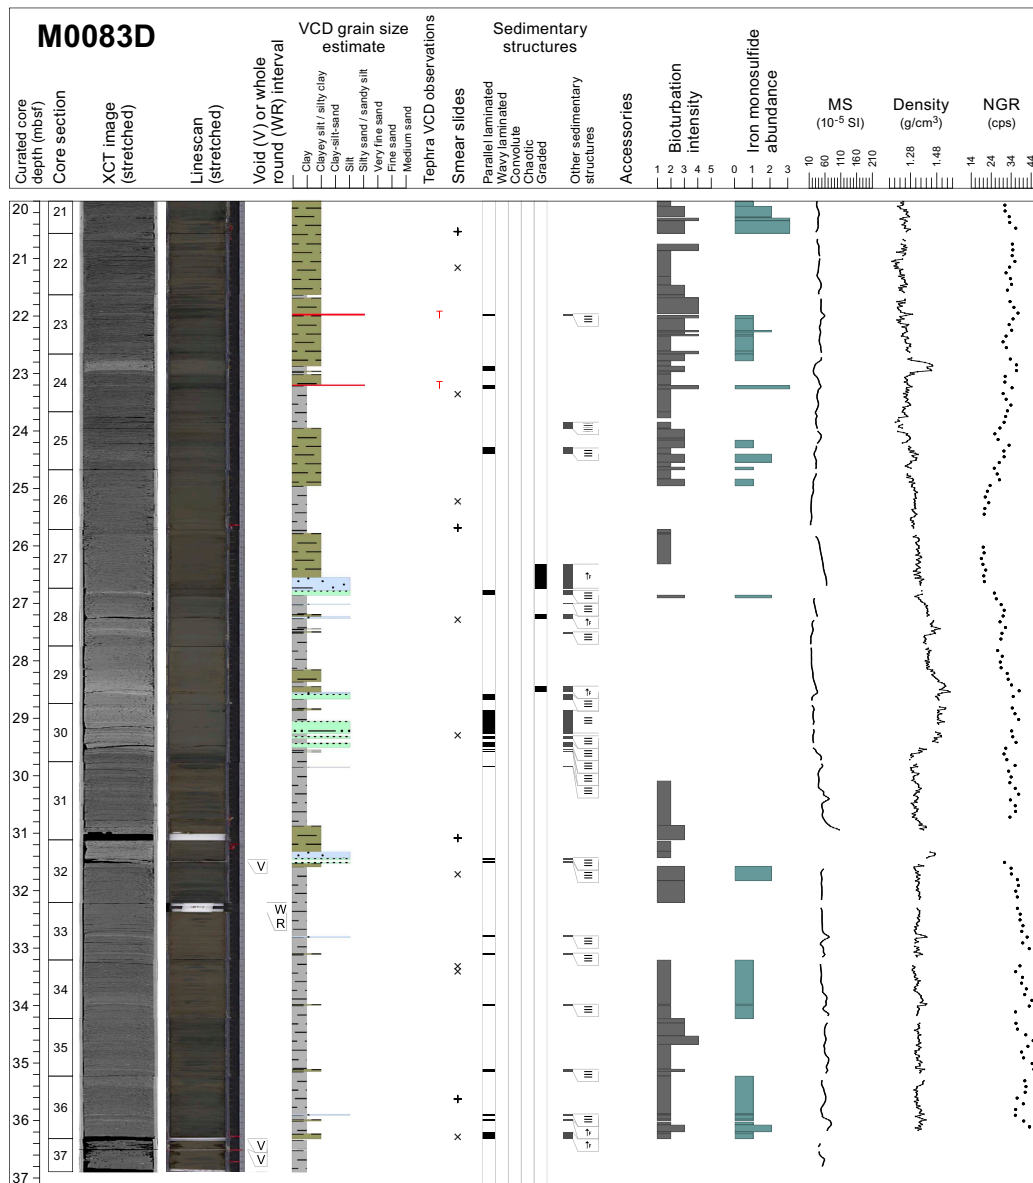 M0083D
VCD grain size
estimate
Sedimentary
structures
Curated core
depth (mbsf)
Core section
XCT image
(stretched)
Linescan
(stretched)
Void (V) or whole
round (WR) interval
Clay
Clayey silt / silty clay
Clay-silt-sand
Silt
Silty sand / sandy silt
Very fine sand
Fine sand
Medium sand
Tephra VCD observations
Smear slides
Parallel laminated
Wavy laminated
Convolute
Chaotic
Graded
Other sedimentary
structures
Accessories
Bioturbation
intensity
1 2 3 4 5
Iron monosulfide
abundance
0 1 2 3
MS
(10⁻⁵ SI)
10 60 110 210
Density
(g/cm³)
1.28 1.48
NGR
(cps)
14 24 34 44
20
21
22
23
24
25
26
27
28
29
30
31
32
33
34
35
36
37
21
22
23
24
25
26
27
28
29
30
31
32
33
34
35
36
37
T
T
V
W
R
V
V